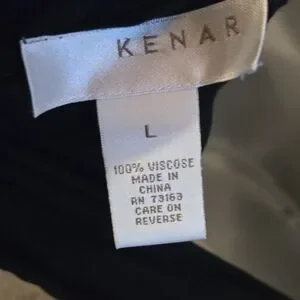 KENAR
L
100% VISCOSE
MADE IN
CHINA
RN 73163
CARE ON
REVERSE